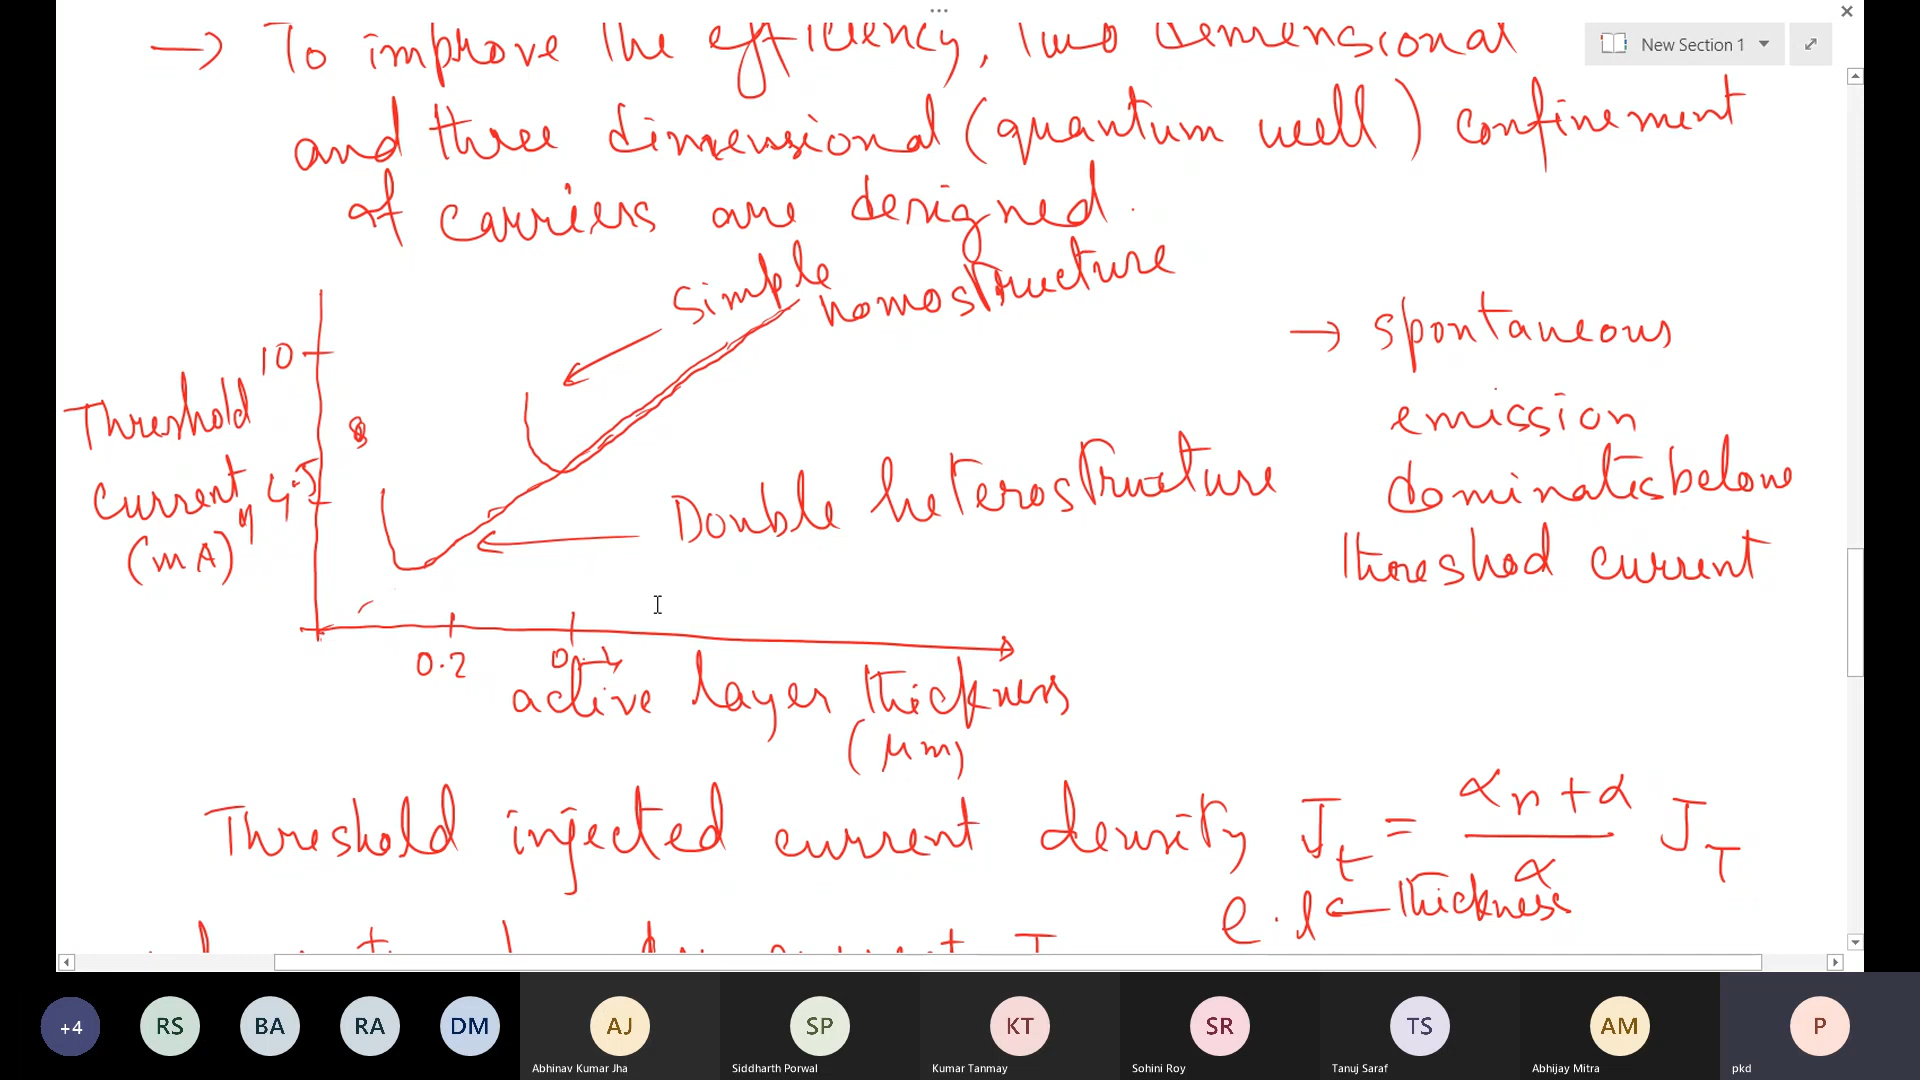 → To improve the efficiency, Two dimensional
New Section 1
and three dimensional (quantum well) confinement
of carriers are designed.
Simple homostructure
10
→ spontaneous
Threshold
8
emission
current, 4.5
Double heterostructure
dominates below
(mA)
threshod current
0.2
active layer thickness
(μm)
Threshold injected current density J_t = (α_r + α)/α J_T
e.l ← thickness
+4
RS
BA
RA
DM
AJ
SP
KT
SR
TS
AM
P
Abhinav Kumar Jha
Siddharth Porwal
Kumar Tanmay
Sohini Roy
Tanuj Saraf
Abhijay Mitra
pkd